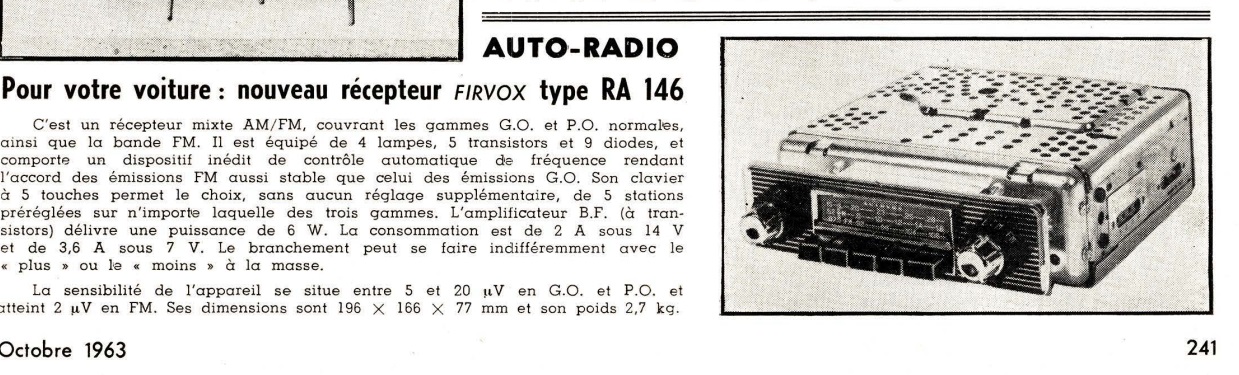 AUTO-RADIO
Pour votre voiture : nouveau récepteur FIRVOX type RA 146
C'est un récepteur mixte AM/FM, couvrant les gammes G.O. et P.O. normales,
ainsi que la bande FM. Il est équipé de 4 lampes, 5 transistors et 9 diodes, et
comporte un dispositif inédit de contrôle automatique de fréquence rendant
l'accord des émissions FM aussi stable que celui des émissions G.O. Son clavier
à 5 touches permet le choix, sans aucun réglage supplémentaire, de 5 stations
préréglées sur n'importe laquelle des trois gammes. L'amplificateur B.F. (à tran-
sistors) délivre une puissance de 6 W. La consommation est de 2 A sous 14 V
et de 3,6 A sous 7 V. Le branchement peut se faire indifféremment avec le
« plus » ou le « moins » à la masse.
La sensibilité de l'appareil se situe entre 5 et 20 µV en G.O. et P.O. et
atteint 2 µV en FM. Ses dimensions sont 196 × 166 × 77 mm et son poids 2,7 kg.
Octobre 1963
241